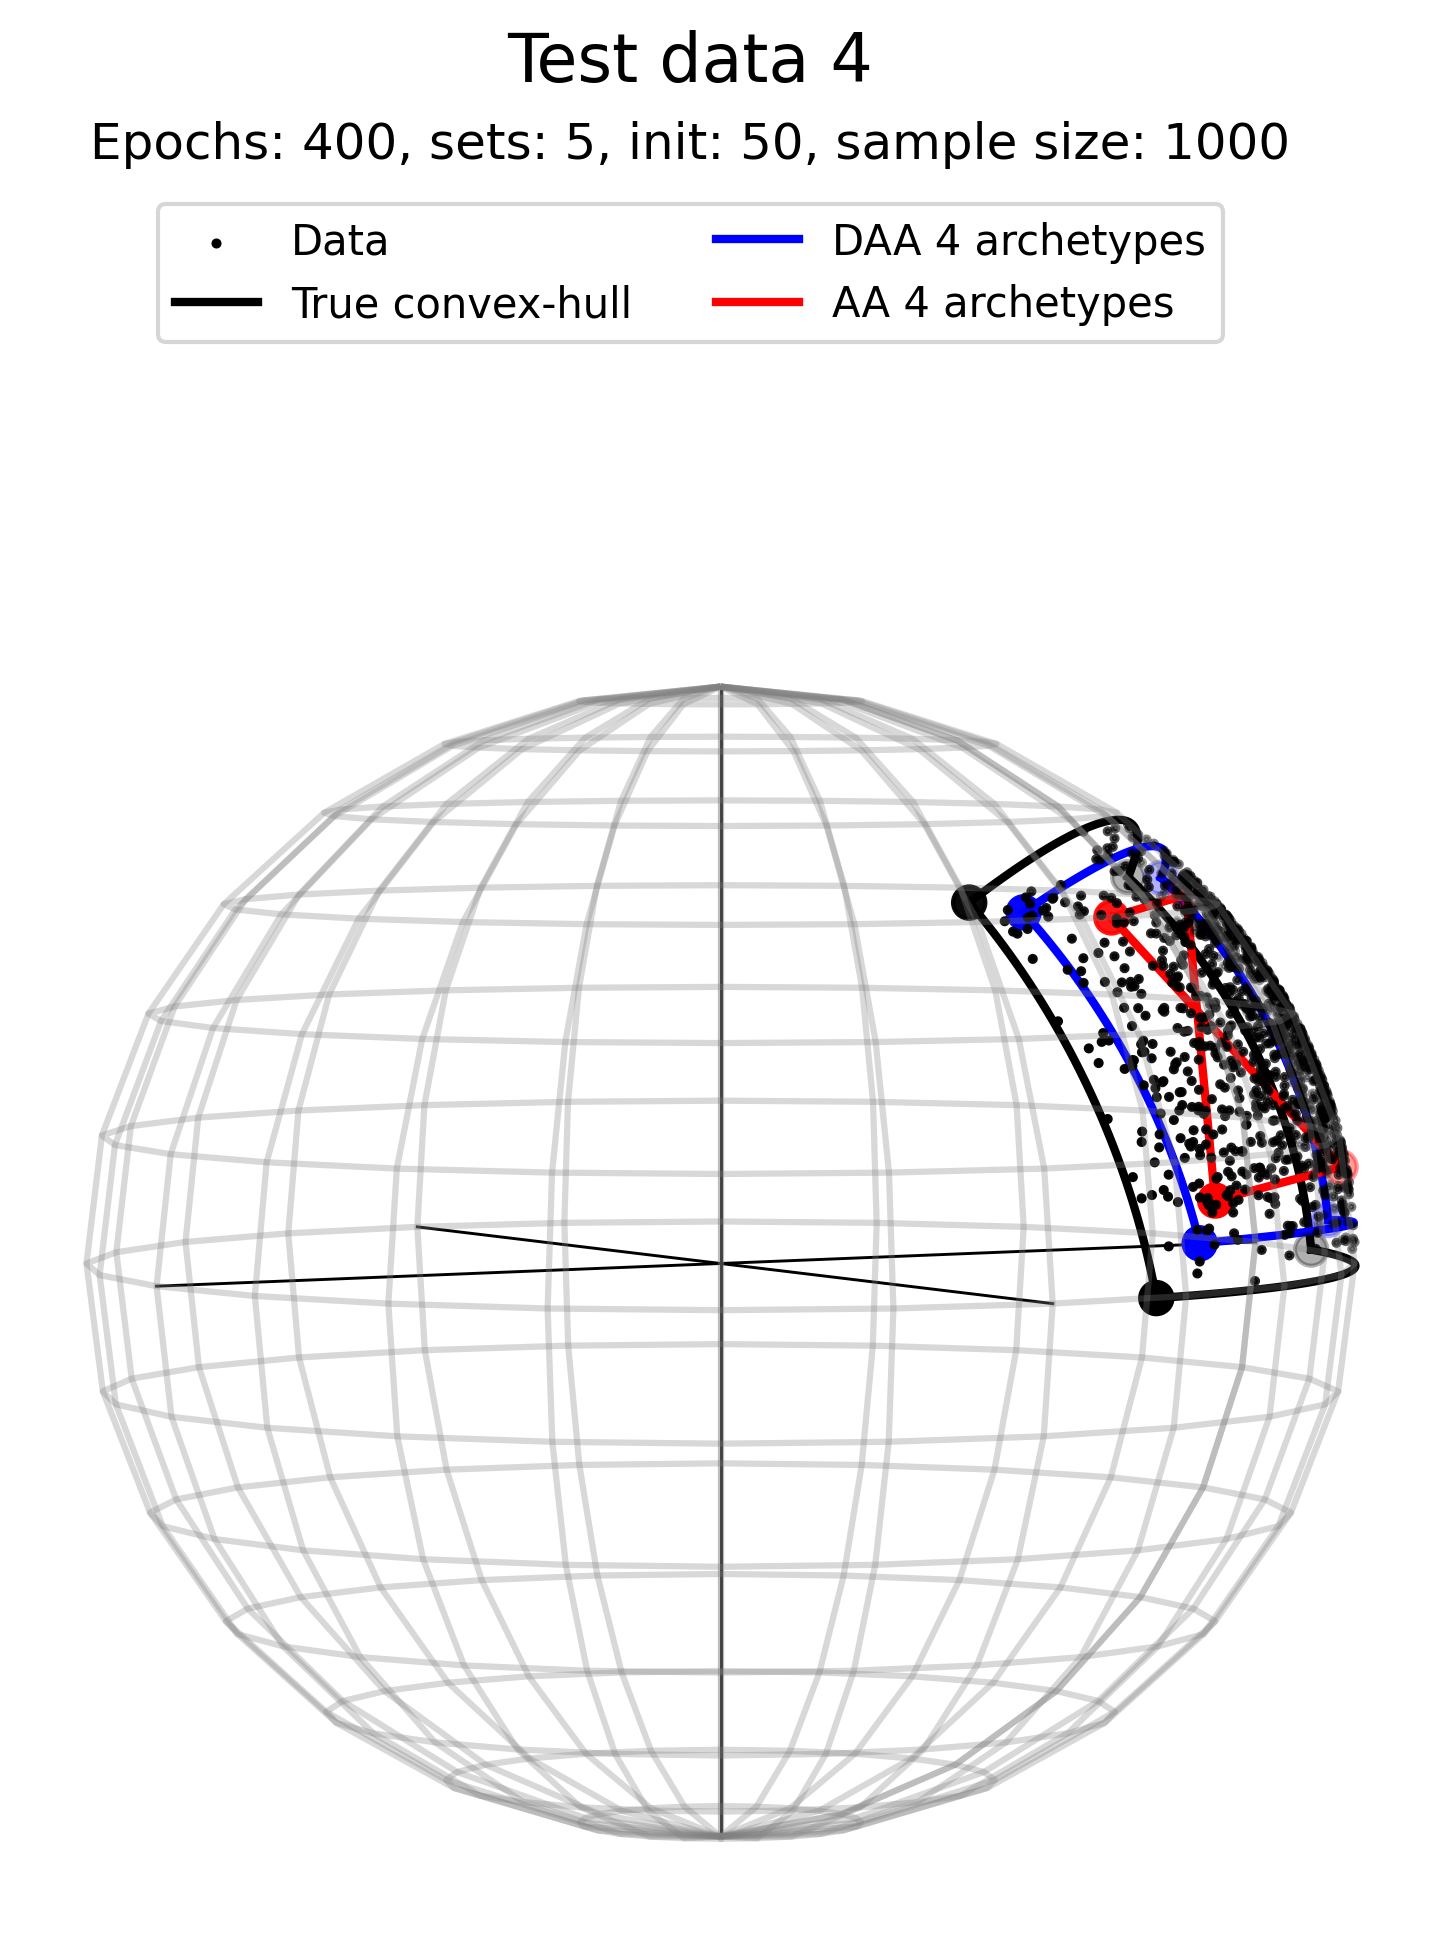 Test data 4
Epochs: 400, sets: 5, init: 50, sample size: 1000
Data
True convex-hull
DAA 4 archetypes
AA 4 archetypes